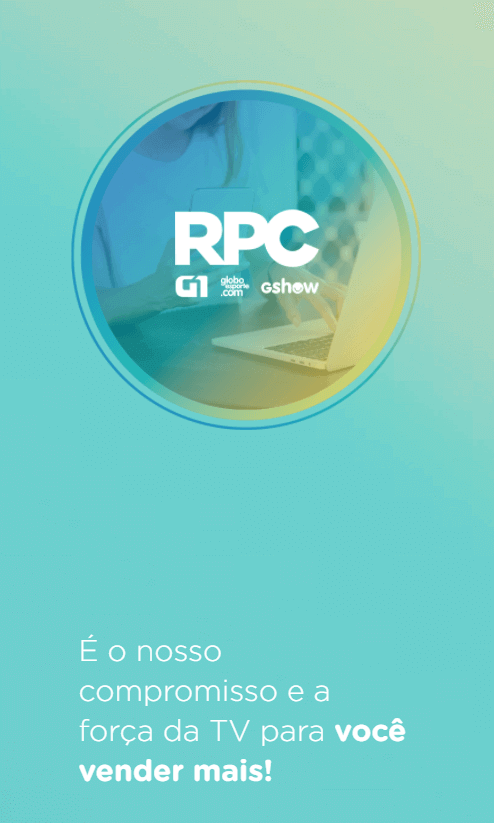 RPC
G1 globo esporte .com Gshow
É o nosso
compromisso e a
força da TV para você
vender mais!